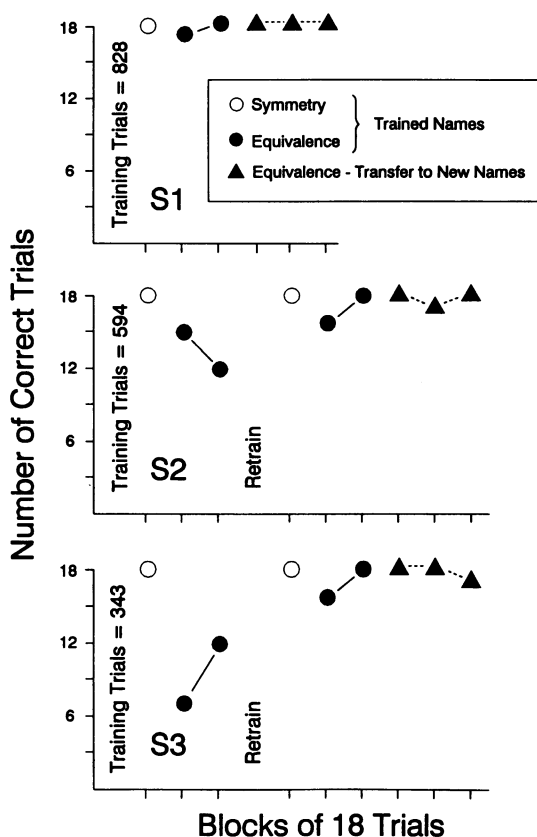 Number of Correct Trials
18
12
6
Training Trials = 828
S1
Symmetry
Equivalence
Trained Names
Equivalence - Transfer to New Names
18
12
6
Training Trials = 594
S2
Retrain
18
12
6
Training Trials = 343
S3
Retrain
Blocks of 18 Trials